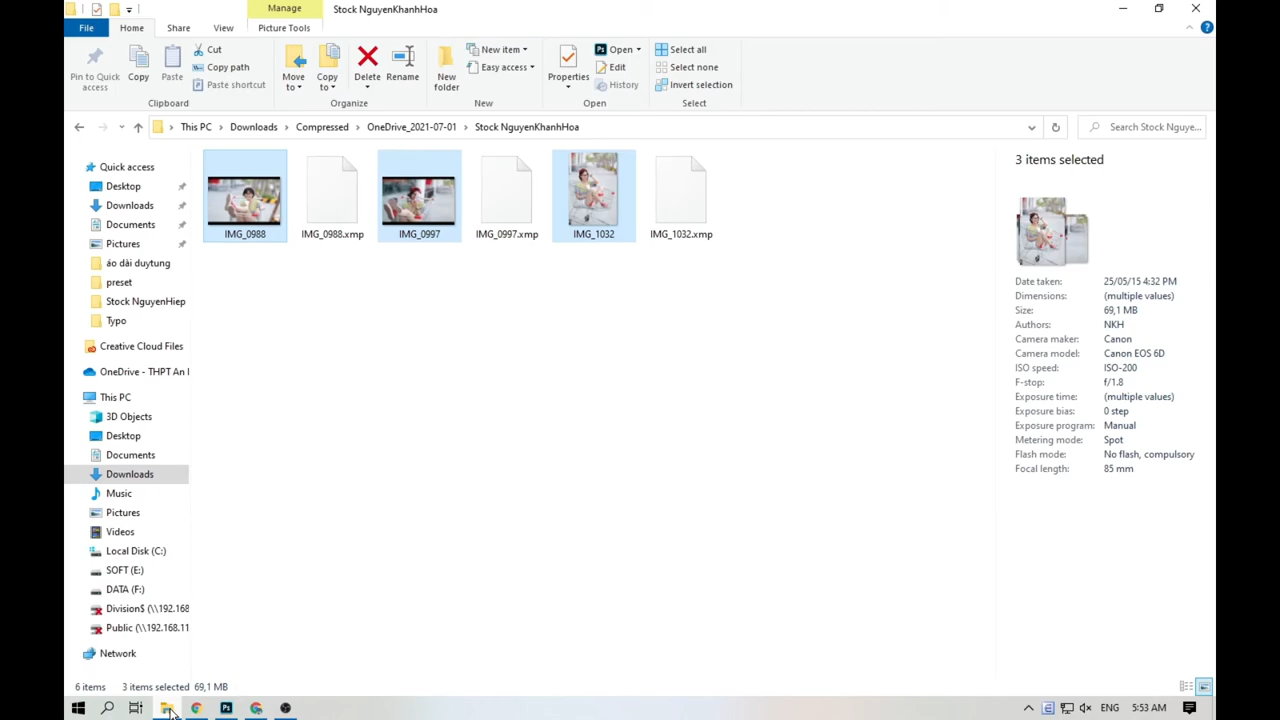 Manage
Stock NguyenKhanhHoa
File
Home
Share
View
Picture Tools
Pin to Quick access
Copy
Paste
Cut
Copy path
Paste shortcut
Clipboard
Move to
Copy to
Delete
Rename
Organize
New folder
New item
Easy access
New
Properties
Open
Edit
History
Open
Select all
Select none
Invert selection
Select
This PC > Downloads > Compressed > OneDrive_2021-07-01 > Stock NguyenKhanhHoa
Search Stock Nguye...
Quick access
Desktop
Downloads
Documents
Pictures
áo dài duytung
preset
Stock NguyenHiep
Typo
Creative Cloud Files
OneDrive - THPT An
This PC
3D Objects
Desktop
Documents
Downloads
Music
Pictures
Videos
Local Disk (C:)
SOFT (E:)
DATA (F:)
Division$ (\\192.168
Public (\\192.168.11
Network
IMG_0988
IMG_0988.xmp
IMG_0997
IMG_0997.xmp
IMG_1032
IMG_1032.xmp
3 items selected
Date taken: 25/05/15 4:32 PM
Dimensions: (multiple values)
Size: 69,1 MB
Authors: NKH
Camera maker: Canon
Camera model: Canon EOS 6D
ISO speed: ISO-200
F-stop: f/1.8
Exposure time: (multiple values)
Exposure bias: 0 step
Exposure program: Manual
Metering mode: Spot
Flash mode: No flash, compulsory
Focal length: 85 mm
6 items 3 items selected 69,1 MB
Ps
ENG
5:53 AM